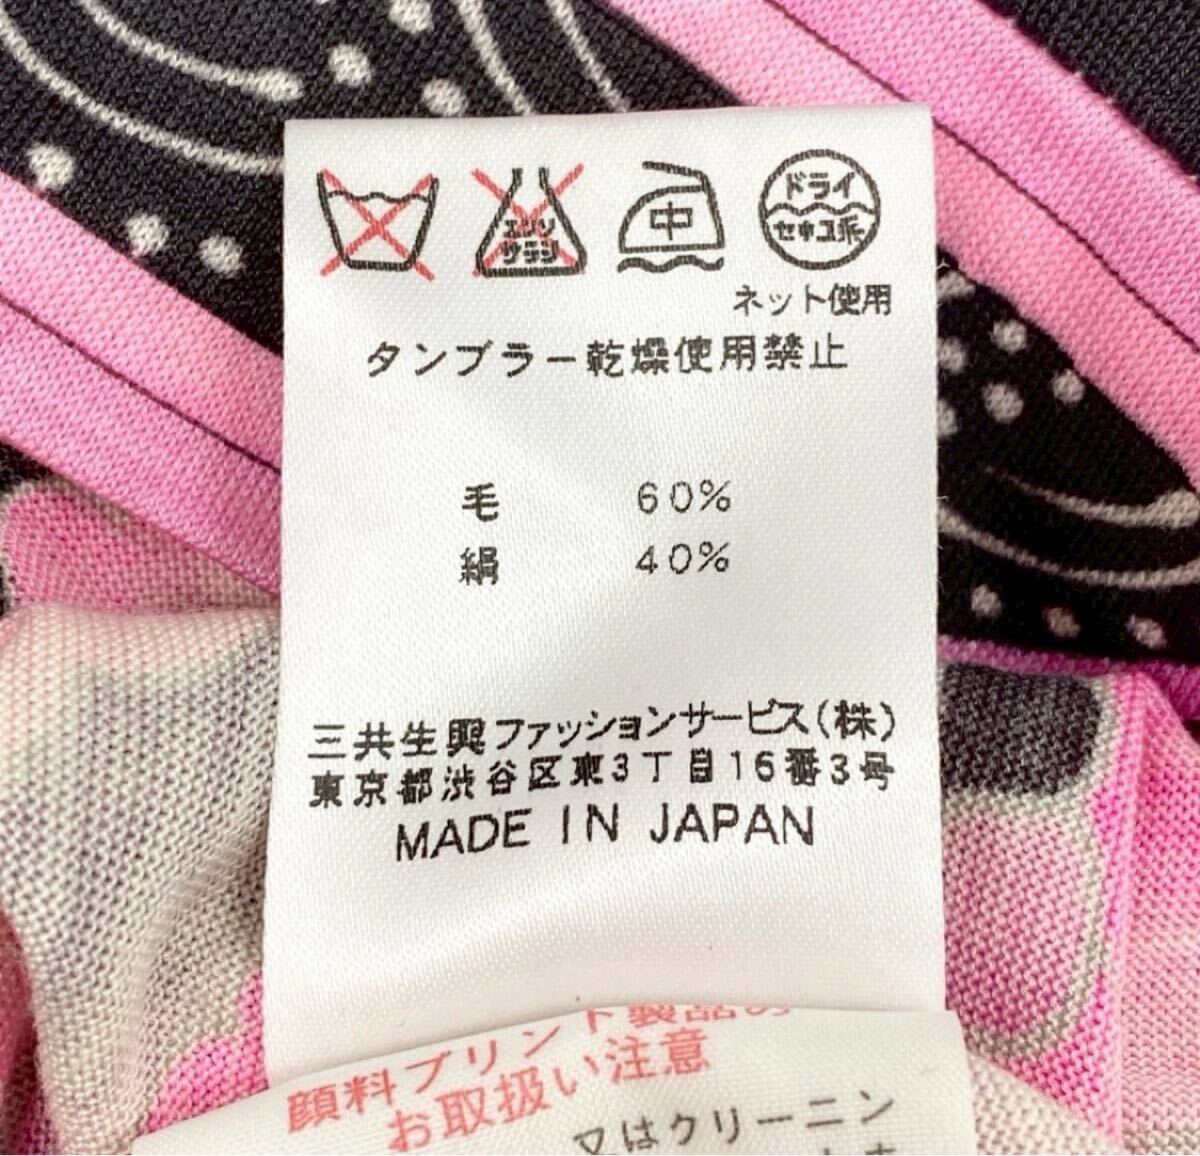 エンソ
サラシ
中
ドライ
セキユ系
ネット使用
タンブラー乾燥使用禁止
毛 60%
絹 40%
三共生興ファッションサービス(株)
東京都渋谷区東3丁目16番3号
MADE IN JAPAN
顔料プリント製品の
お取扱い注意
又はクリーニン